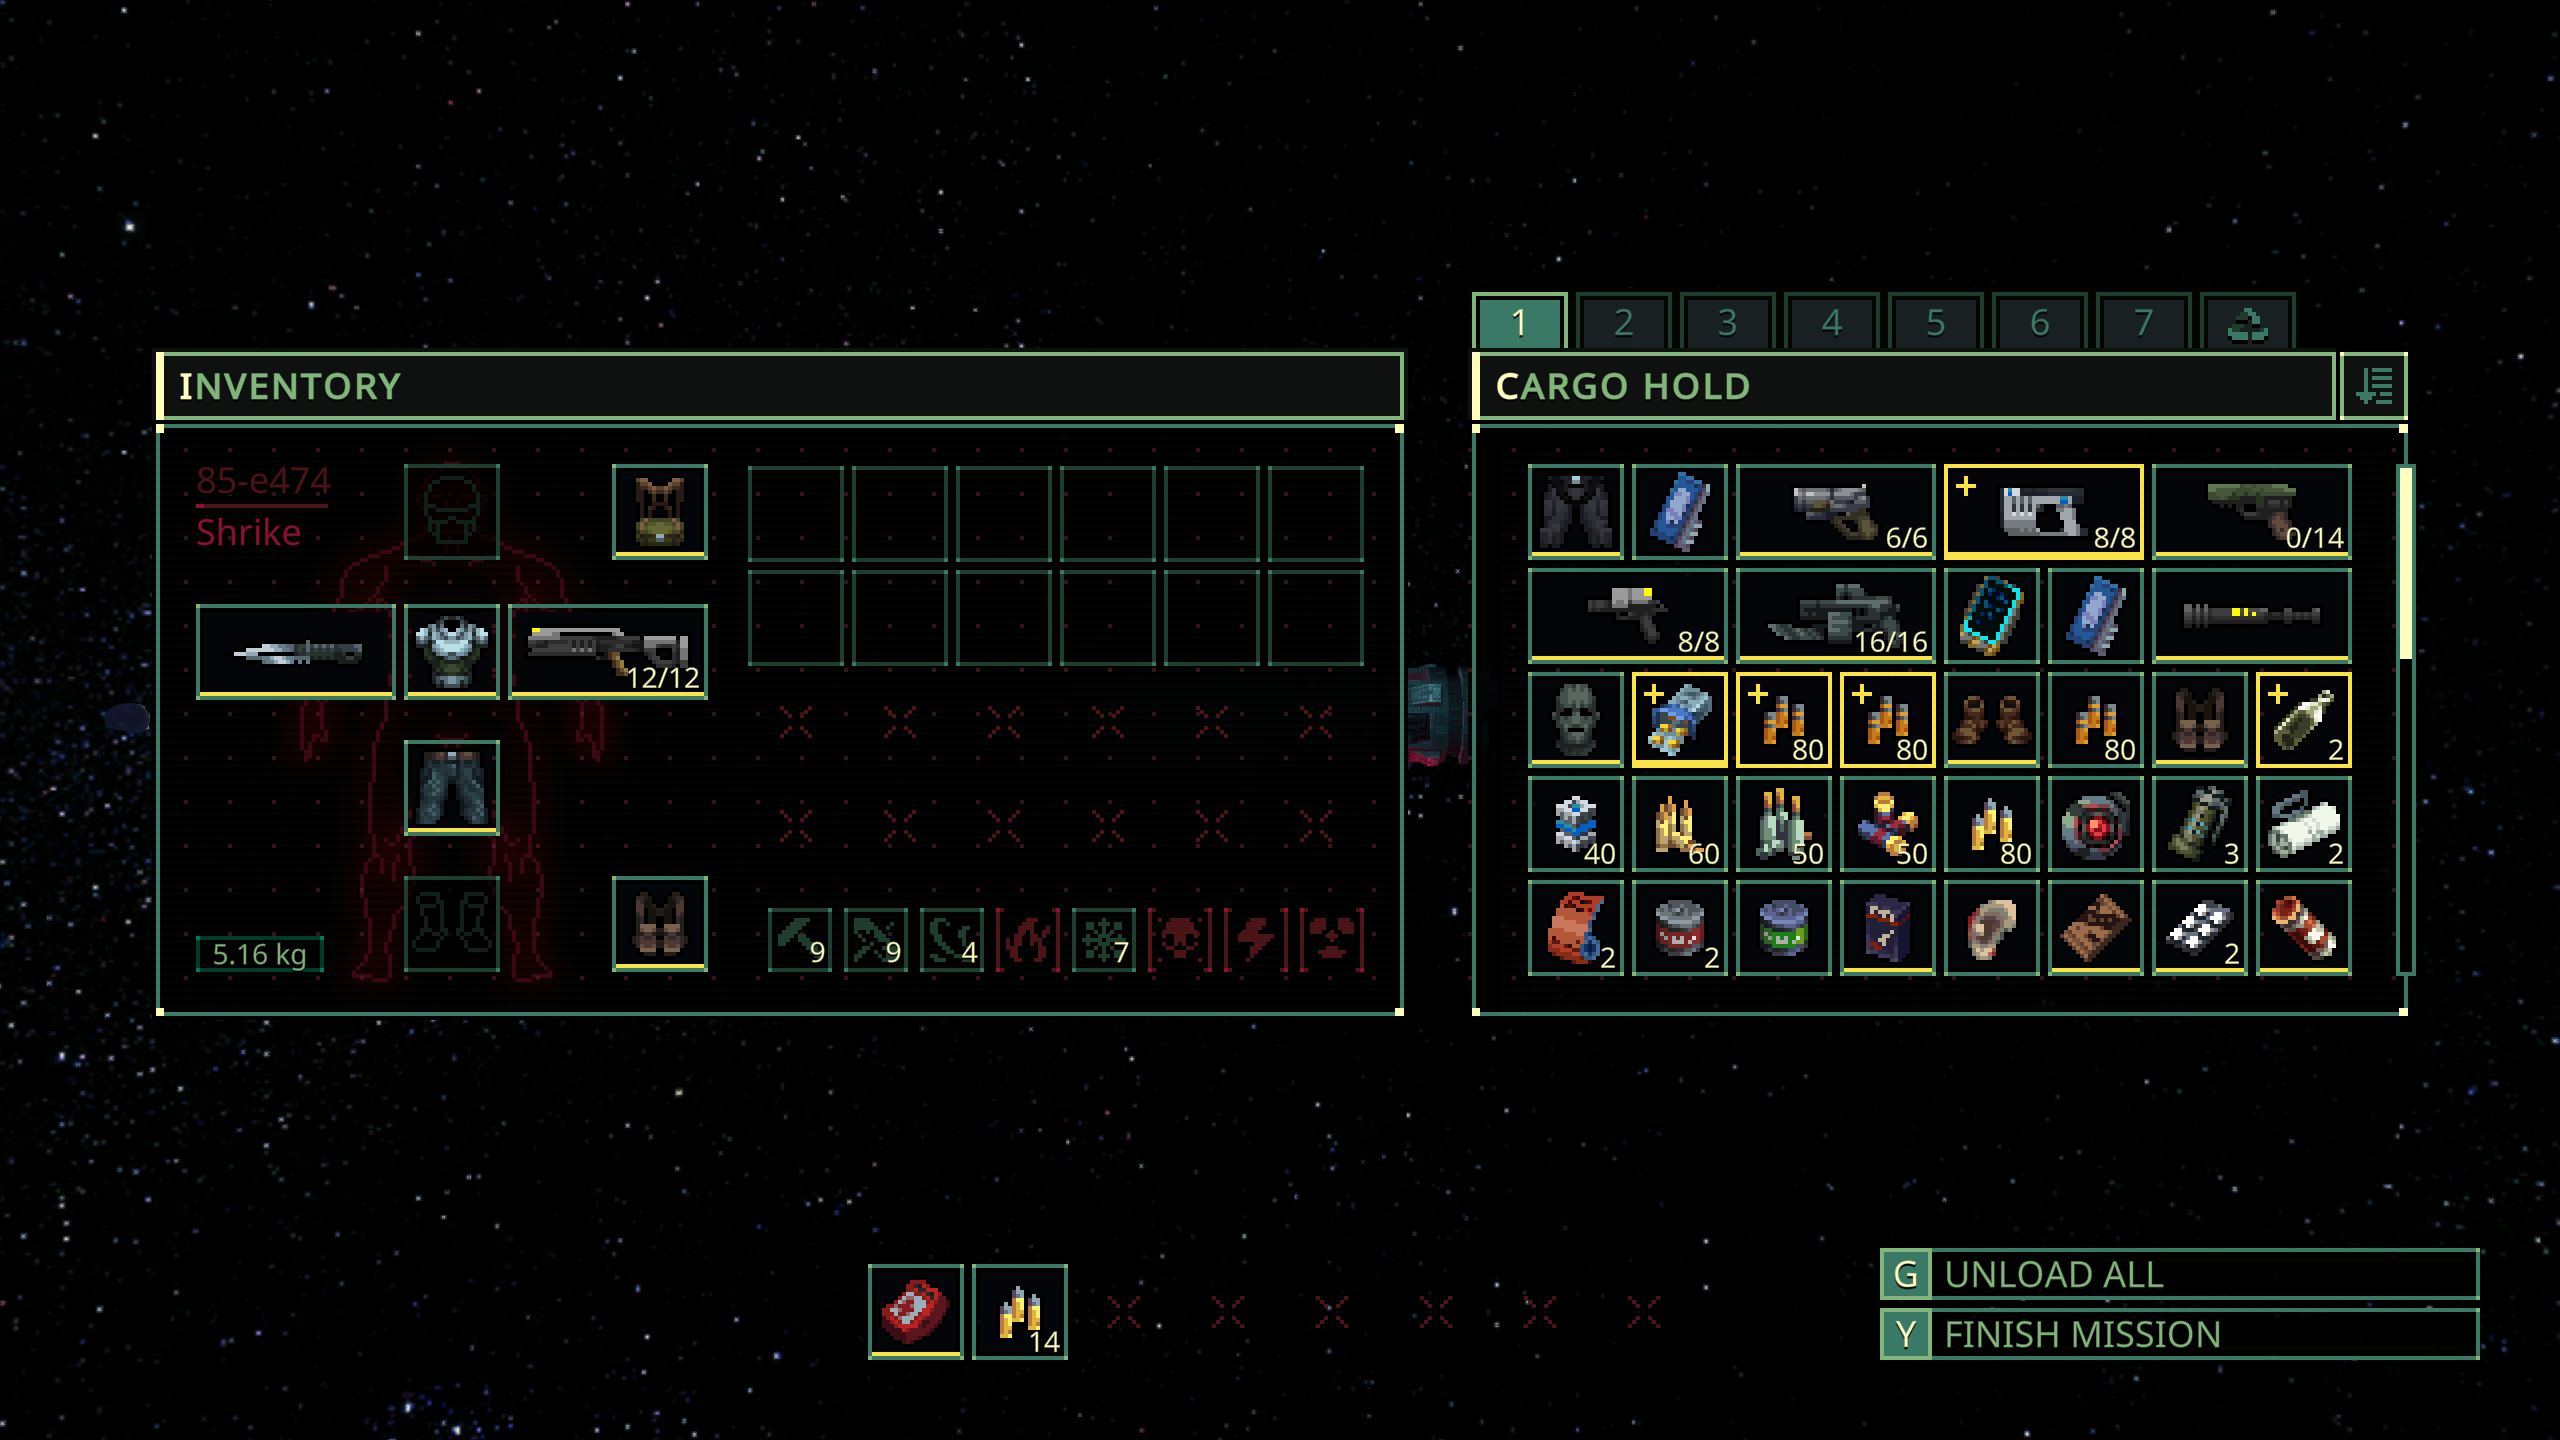 1 2 3 4 5 6 7
INVENTORY
CARGO HOLD
85-e474
Shrike
6/6 8/8 0/14
12/12
8/8 16/16
80 80 80 2
40 60 50 50 80 3 2
5.16 kg
9 9 4 7
2 2 2
14
G UNLOAD ALL
Y FINISH MISSION